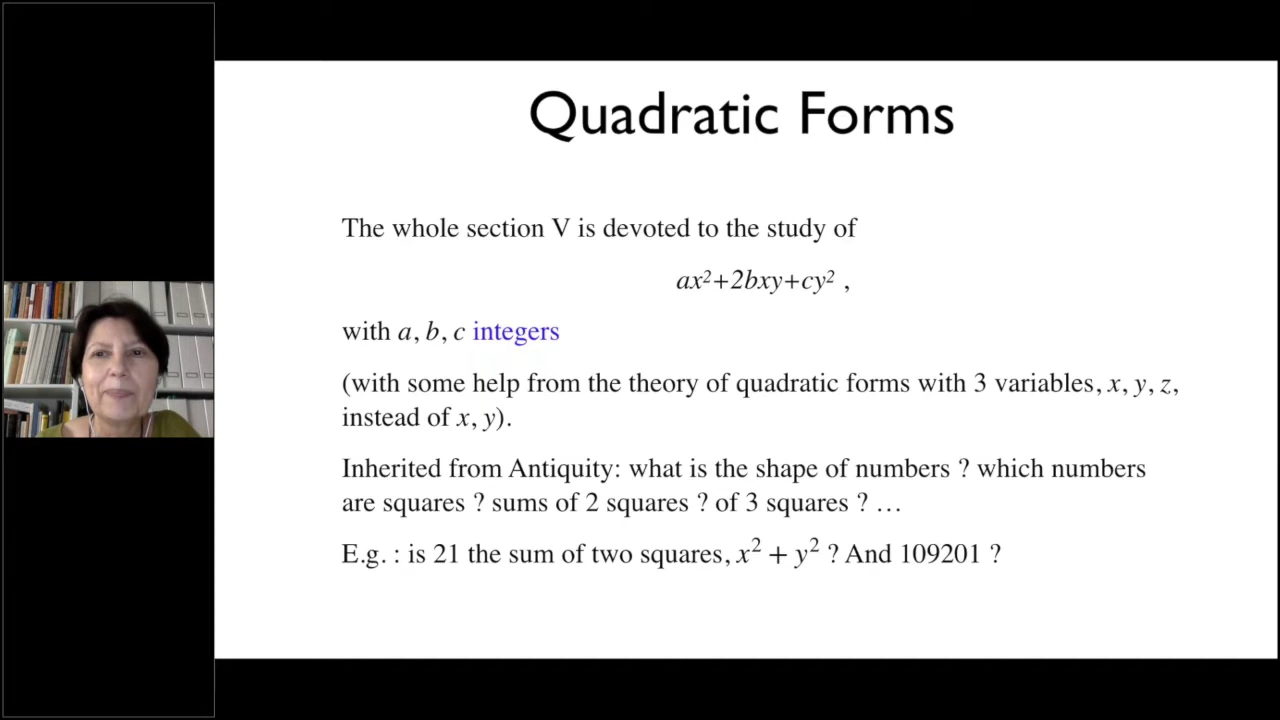 Quadratic Forms
The whole section V is devoted to the study of
ax²+2bxy+cy² ,
with a, b, c integers
(with some help from the theory of quadratic forms with 3 variables, x, y, z,
instead of x, y).
Inherited from Antiquity: what is the shape of numbers ? which numbers
are squares ? sums of 2 squares ? of 3 squares ? …
E.g. : is 21 the sum of two squares, x² + y² ? And 109201 ?